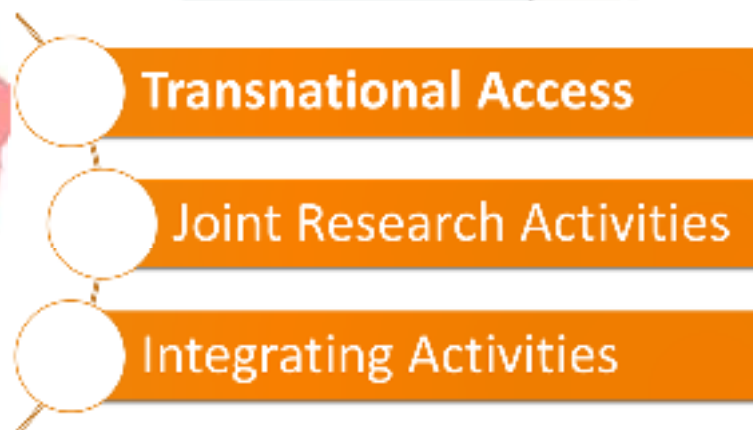 Transnational Access
Joint Research Activities
Integrating Activities